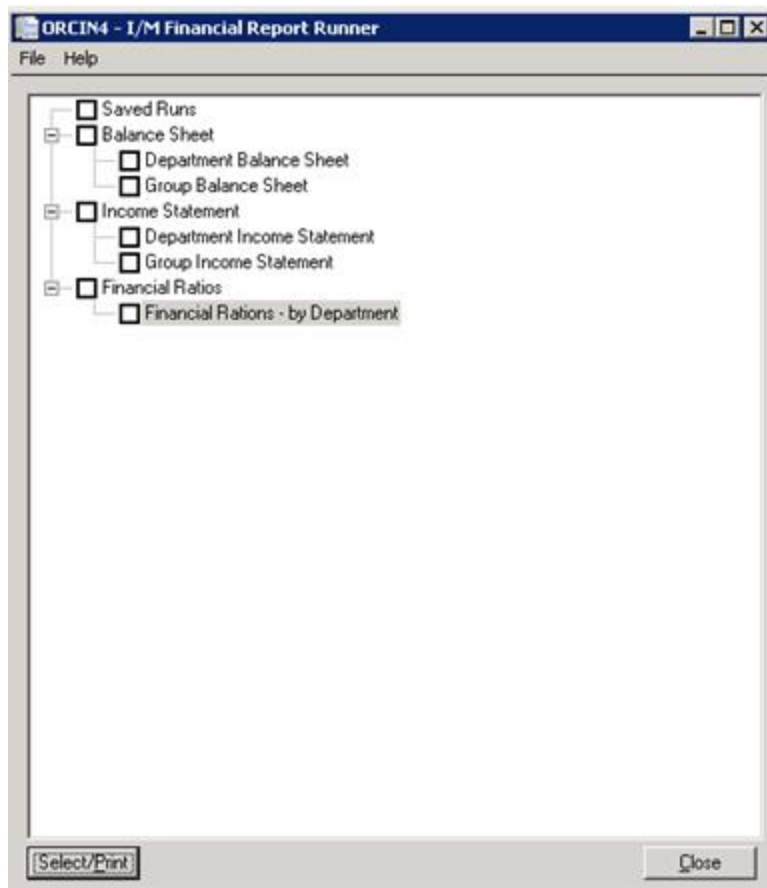 ORCIN4 - I/M Financial Report Runner
File Help
Saved Runs
Balance Sheet
Department Balance Sheet
Group Balance Sheet
Income Statement
Department Income Statement
Group Income Statement
Financial Ratios
Financial Rations - by Department
Select/Print Close